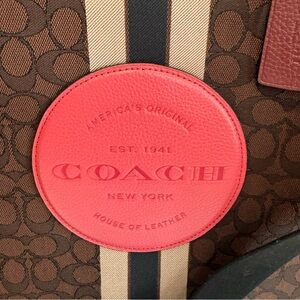 AMERICA'S ORIGINAL
EST. 1941
COACH
NEW YORK
HOUSE OF LEATHER